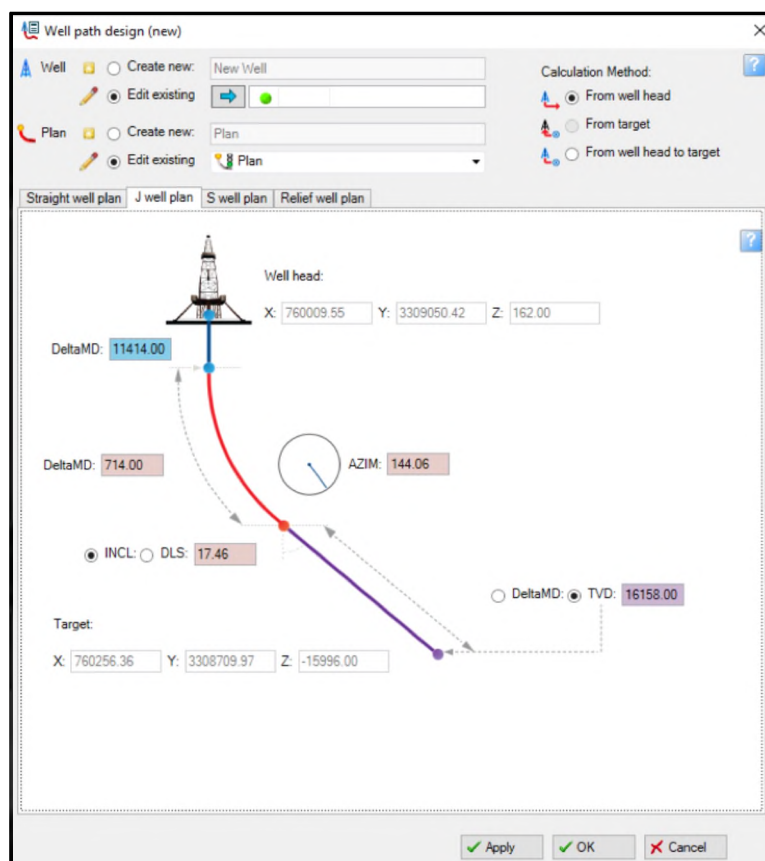 Well path design (new)
Well Create new: New Well
Edit existing
Calculation Method:
From well head
From target
From well head to target
Plan Create new: Plan
Edit existing Plan
Straight well plan J well plan S well plan Relief well plan
Well head:
X: 760009.55 Y: 3309050.42 Z: 162.00
DeltaMD: 11414.00
DeltaMD: 714.00
AZIM: 144.06
INCL: DLS: 17.46
DeltaMD: TVD: 16158.00
Target:
X: 760256.36 Y: 3308709.97 Z: -15996.00
Apply OK Cancel